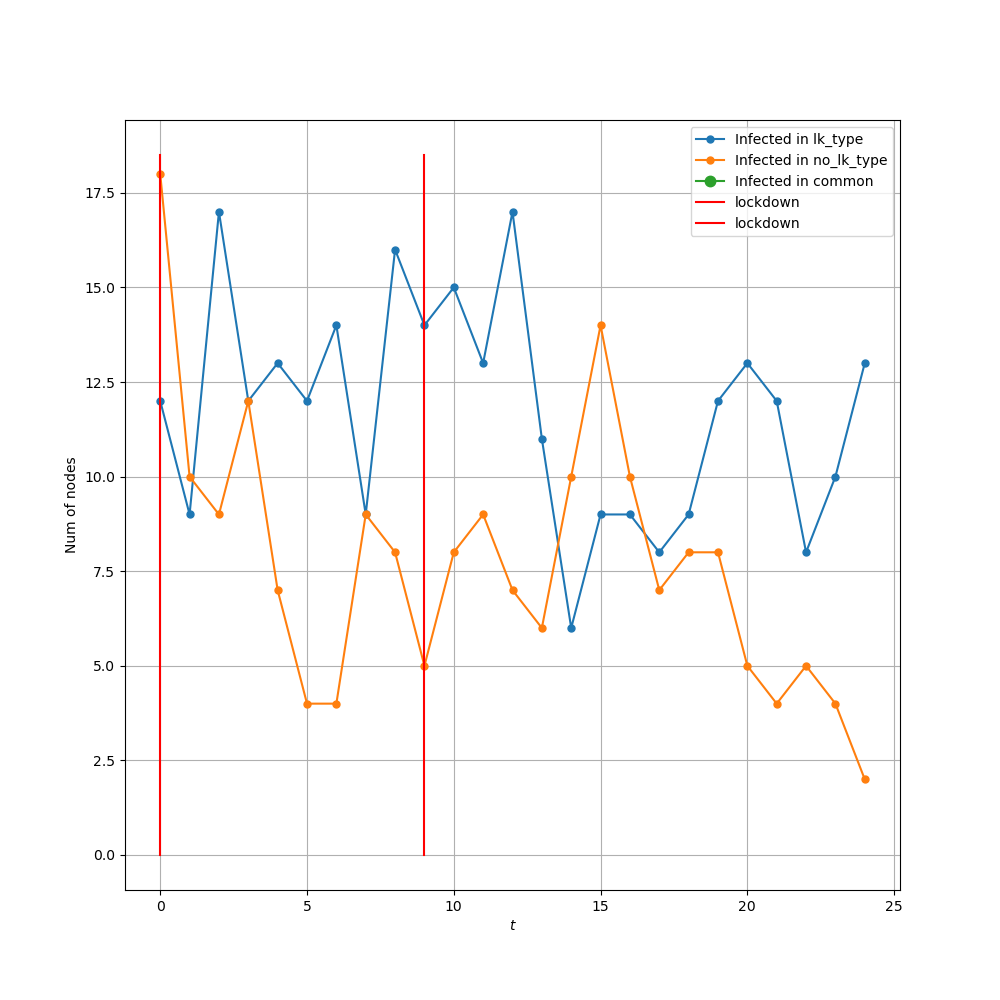 Infected in lk_type
Infected in no_lk_type
Infected in common
lockdown
lockdown
Num of nodes
17.5
15.0
12.5
10.0
7.5
5.0
2.5
0.0
0 5 10 15 20 25
t